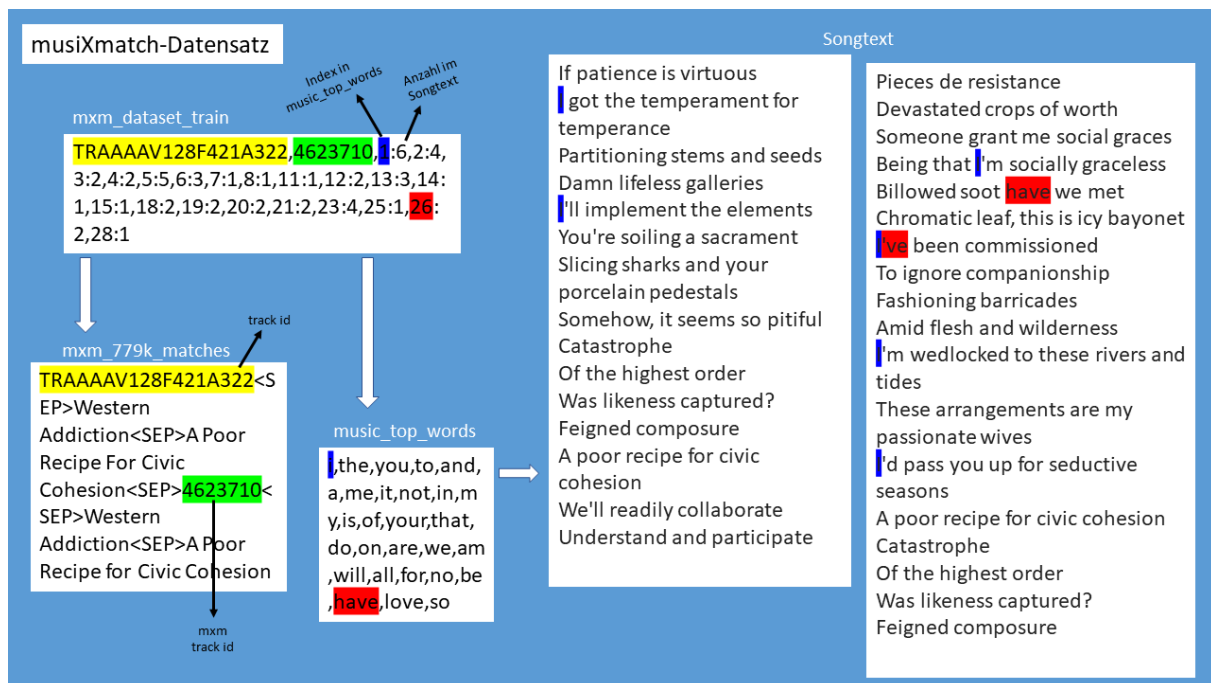 musiXmatch-Datensatz
Index in
music_top_words
Anzahl im
Songtext
mxm_dataset_train
TRAAAAV128F421A322,4623710,1:6,2:4,
3:2,4:2,5:5,6:3,7:1,8:1,11:1,12:2,13:3,14:
1,15:1,18:2,19:2,20:2,21:2,23:4,25:1,26:
2,28:1
track id
mxm_779k_matches
TRAAAAV128F421A322<S
EP>Western
Addiction<SEP>A Poor
Recipe For Civic
Cohesion<SEP>4623710<
SEP>Western
Addiction<SEP>A Poor
Recipe for Civic Cohesion
mxm
track id
music_top_words
i,the,you,to,and,
a,me,it,not,in,m
y,is,of,your,that,
do,on,are,we,am
,will,all,for,no,be
,have,love,so
Songtext
If patience is virtuous
I got the temperament for
temperance
Partitioning stems and seeds
Damn lifeless galleries
I'll implement the elements
You're soiling a sacrament
Slicing sharks and your
porcelain pedestals
Somehow, it seems so pitiful
Catastrophe
Of the highest order
Was likeness captured?
Feigned composure
A poor recipe for civic
cohesion
We'll readily collaborate
Understand and participate
Pieces de resistance
Devastated crops of worth
Someone grant me social graces
Being that I'm socially graceless
Billowed soot have we met
Chromatic leaf, this is icy bayonet
I've been commissioned
To ignore companionship
Fashioning barricades
Amid flesh and wilderness
I'm wedlocked to these rivers and
tides
These arrangements are my
passionate wives
I'd pass you up for seductive
seasons
A poor recipe for civic cohesion
Catastrophe
Of the highest order
Was likeness captured?
Feigned composure